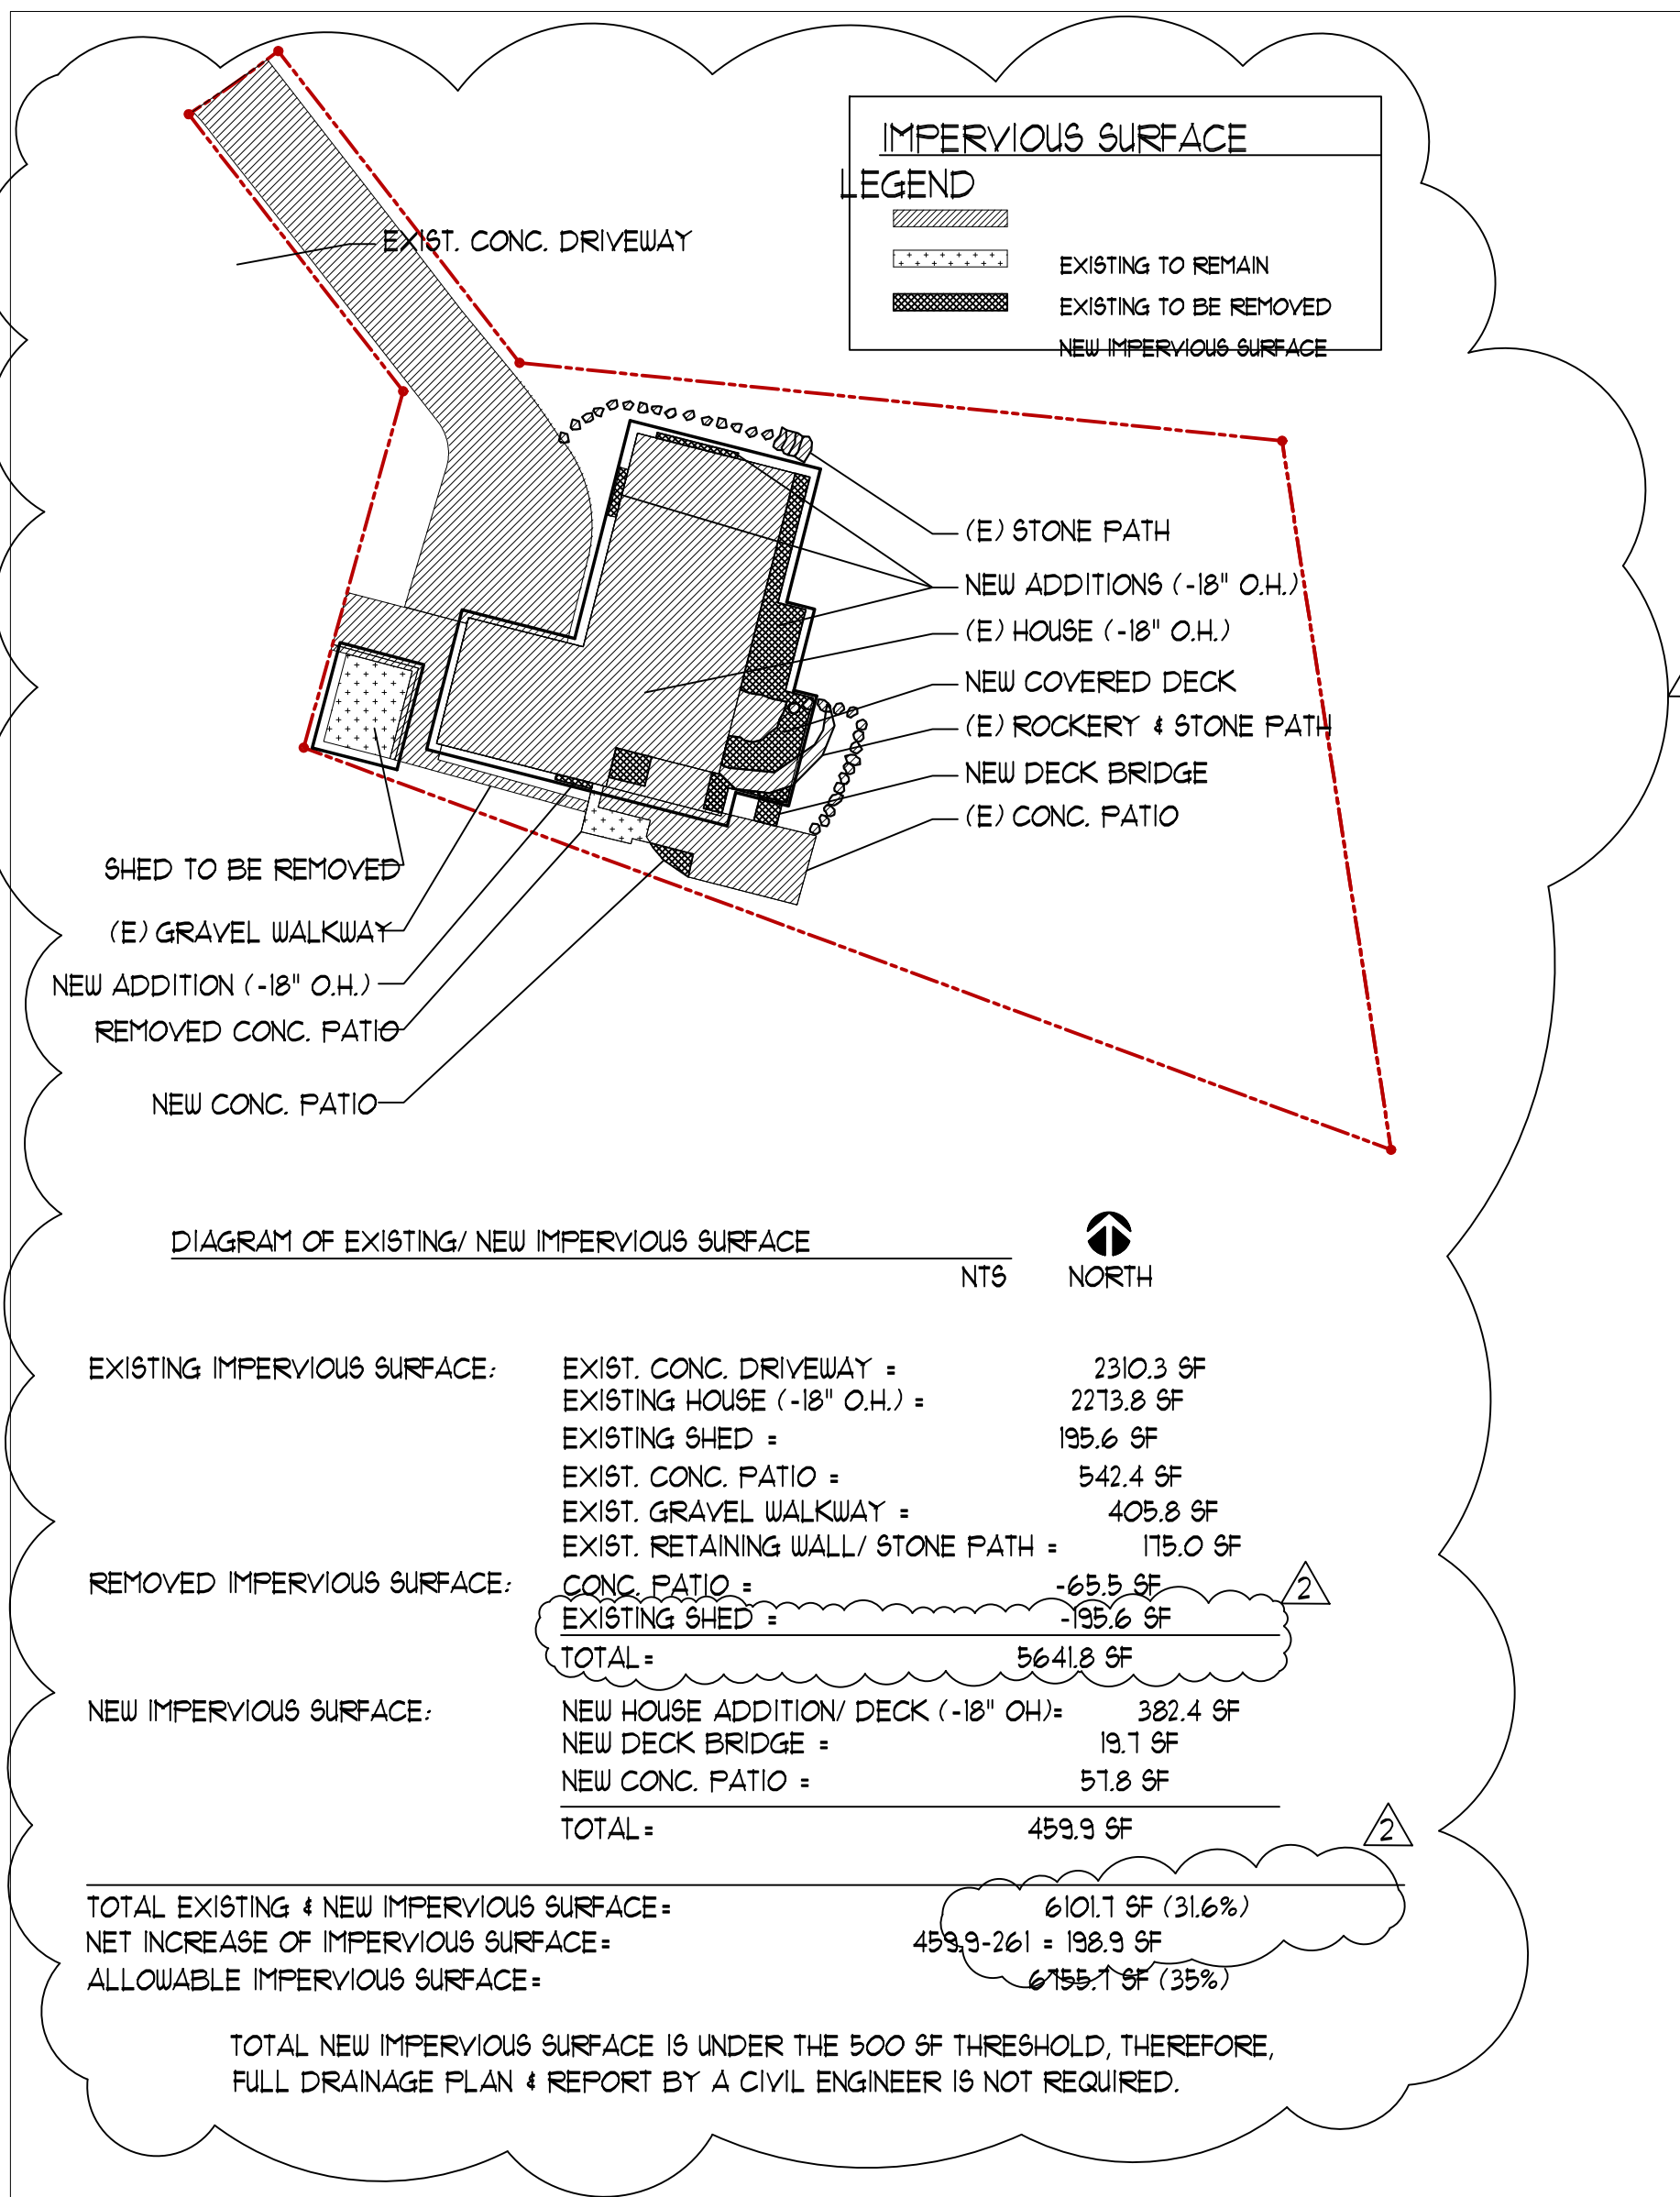 IMPERVIOUS SURFACE
LEGEND
EXISTING TO REMAIN
EXISTING TO BE REMOVED
NEW IMPERVIOUS SURFACE
EXIST. CONC. DRIVEWAY
(E) STONE PATH
NEW ADDITIONS (-18" O.H.)
(E) HOUSE (-18" O.H.)
NEW COVERED DECK
(E) ROCKERY & STONE PATH
NEW DECK BRIDGE
(E) CONC. PATIO
SHED TO BE REMOVED
(E) GRAVEL WALKWAY
NEW ADDITION (-18" O.H.)
REMOVED CONC. PATIO
NEW CONC. PATIO
DIAGRAM OF EXISTING/ NEW IMPERVIOUS SURFACE
NTS NORTH
EXISTING IMPERVIOUS SURFACE: EXIST. CONC. DRIVEWAY = 2310.3 SF
EXISTING HOUSE (-18" O.H.) = 2273.8 SF
EXISTING SHED = 195.6 SF
EXIST. CONC. PATIO = 542.4 SF
EXIST. GRAVEL WALKWAY = 405.8 SF
EXIST. RETAINING WALL/ STONE PATH = 175.0 SF
REMOVED IMPERVIOUS SURFACE: CONC. PATIO = -65.5 SF 2
EXISTING SHED = -195.6 SF
TOTAL= 5641.8 SF
NEW IMPERVIOUS SURFACE: NEW HOUSE ADDITION/ DECK (-18" OH)= 382.4 SF
NEW DECK BRIDGE = 19.7 SF
NEW CONC. PATIO = 57.8 SF
TOTAL= 459.9 SF 2
TOTAL EXISTING & NEW IMPERVIOUS SURFACE= 6101.7 SF (31.6%)
NET INCREASE OF IMPERVIOUS SURFACE= 459.9-261 = 198.9 SF
ALLOWABLE IMPERVIOUS SURFACE= 6755.7 SF (35%)
TOTAL NEW IMPERVIOUS SURFACE IS UNDER THE 500 SF THRESHOLD, THEREFORE,
FULL DRAINAGE PLAN & REPORT BY A CIVIL ENGINEER IS NOT REQUIRED.